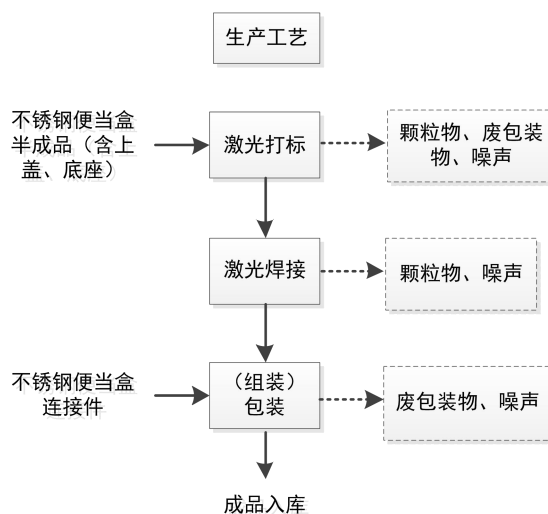 生产工艺
不锈钢便当盒
半成品（含上
盖、底座）
激光打标
颗粒物、废包装
物、噪声
激光焊接
颗粒物、噪声
不锈钢便当盒
连接件
（组装）
包装
废包装物、噪声
成品入库